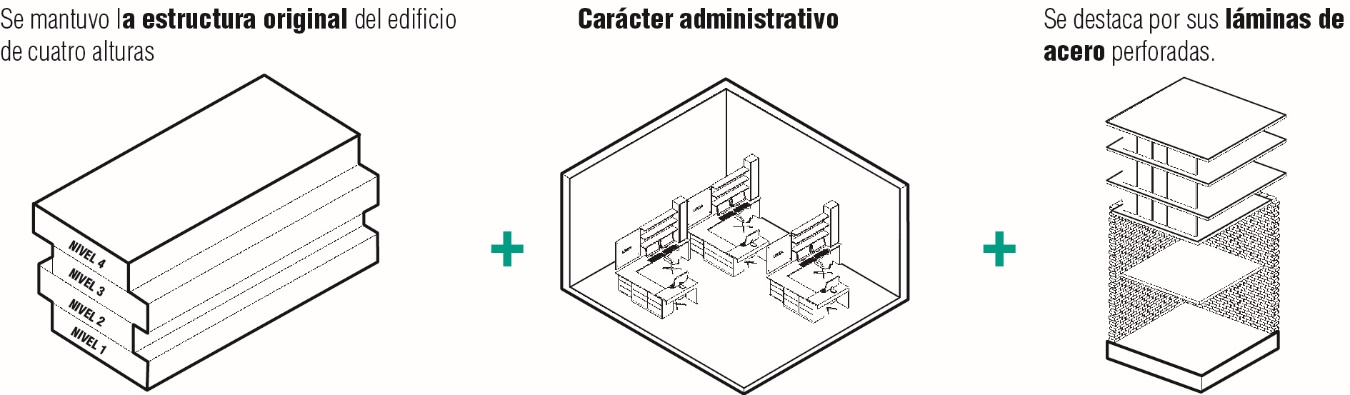 Se mantuvo la estructura original del edificio
de cuatro alturas
Carácter administrativo
Se destaca por sus láminas de
acero perforadas.
NIVEL 4
NIVEL 3
NIVEL 2
NIVEL 1
+
+